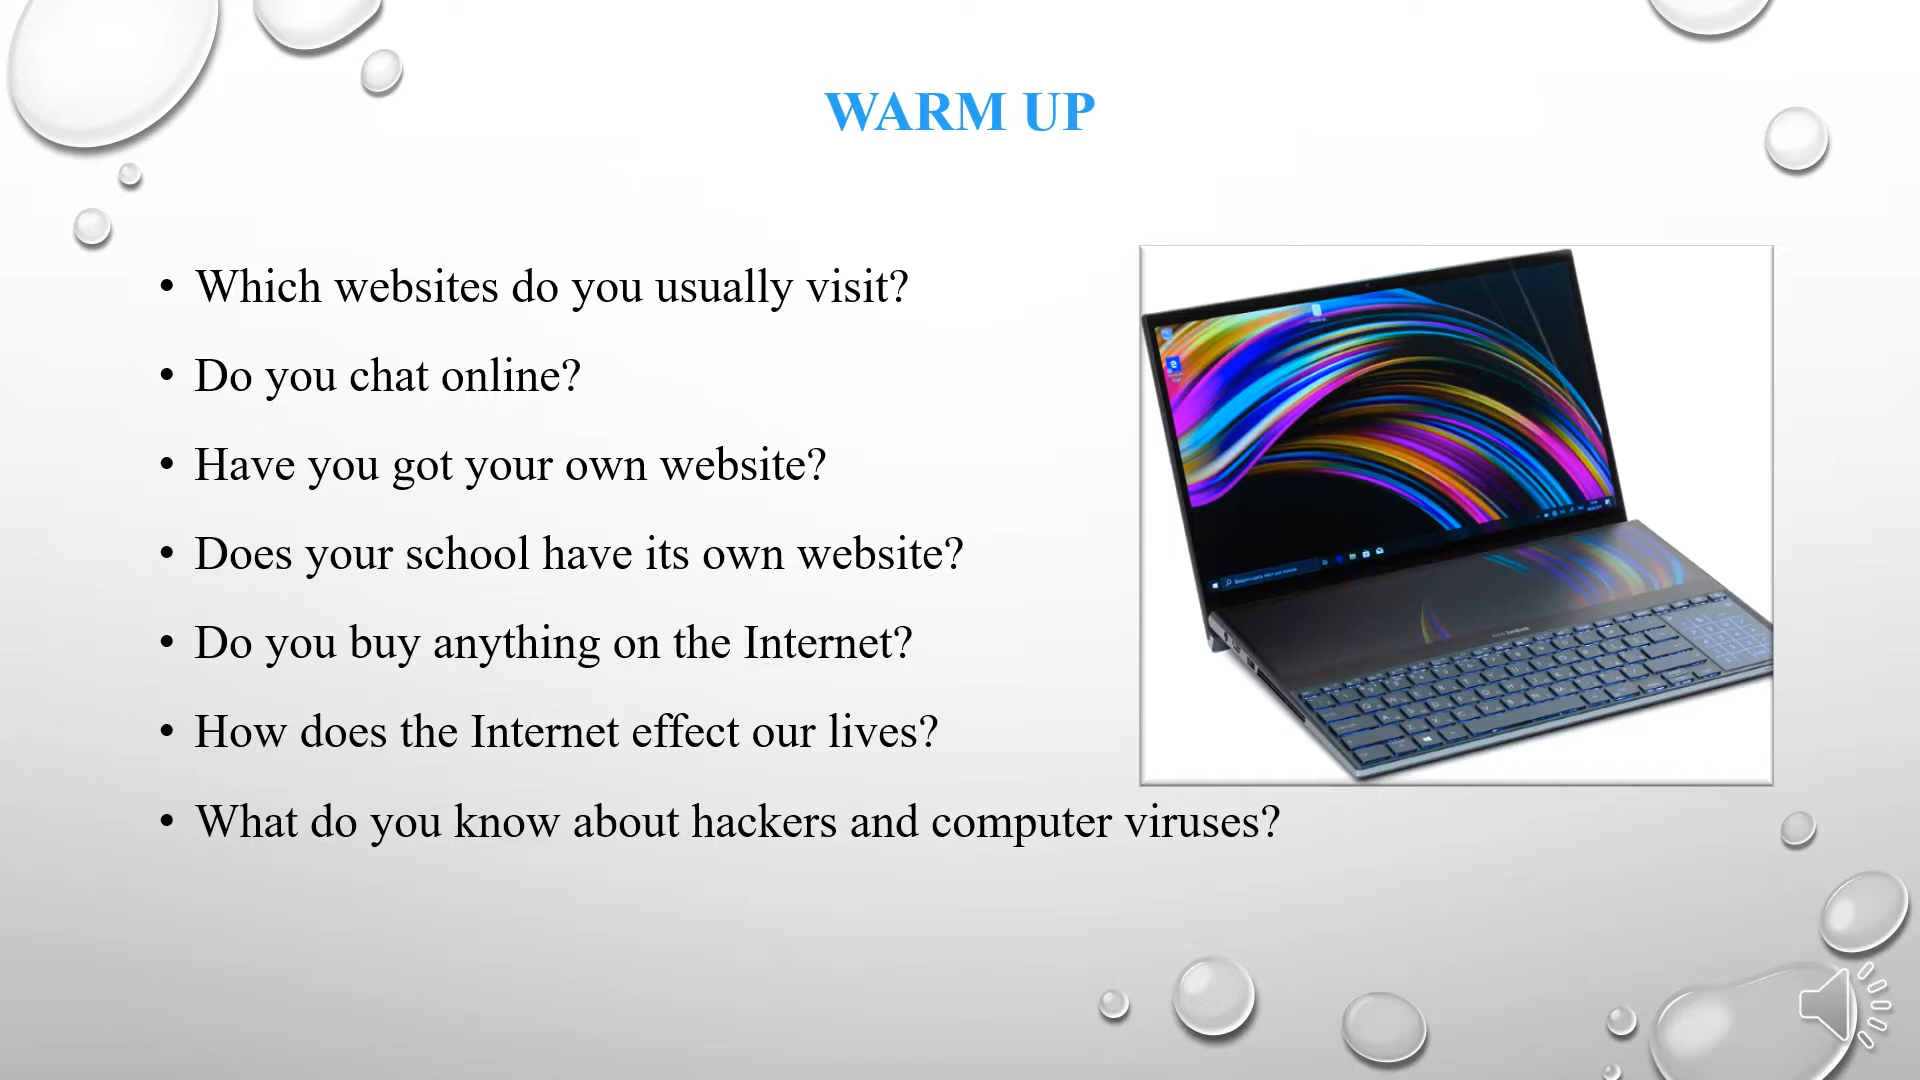 WARM UP
• Which websites do you usually visit?
• Do you chat online?
• Have you got your own website?
• Does your school have its own website?
• Do you buy anything on the Internet?
• How does the Internet effect our lives?
• What do you know about hackers and computer viruses?